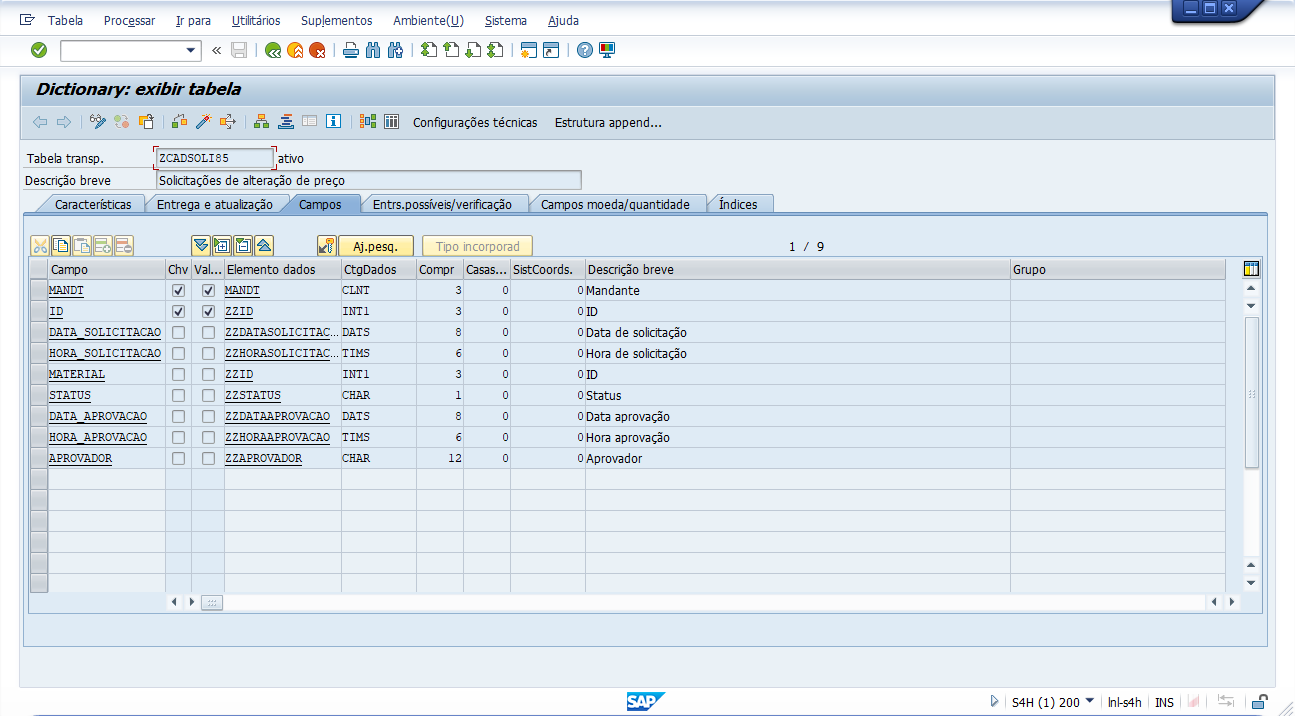 Tabela Processar Ir para Utilitários Suplementos Ambiente(U) Sistema Ajuda
Dictionary: exibir tabela
Configurações técnicas Estrutura append...
Tabela transp. ZCADSOLI85 ativo
Descrição breve Solicitações de alteração de preço
Características Entrega e atualização Campos Entrs.possíveis/verificação Campos moeda/quantidade Índices
Aj.pesq. Tipo incorporad 1 / 9
Campo Chv Val... Elemento dados CtgDados Compr Casas... SistCoords. Descrição breve Grupo
MANDT MANDT CLNT 3 0 0 Mandante
ID ZZID INT1 3 0 0 ID
DATA_SOLICITACAO ZZDATASOLICITAC... DATS 8 0 0 Data de solicitação
HORA_SOLICITACAO ZZHORASOLICITAC... TIMS 6 0 0 Hora de solicitação
MATERIAL ZZID INT1 3 0 0 ID
STATUS ZZSTATUS CHAR 1 0 0 Status
DATA_APROVACAO ZZDATAAPROVACAO DATS 8 0 0 Data aprovação
HORA_APROVACAO ZZHORAAPROVACAO TIMS 6 0 0 Hora aprovação
APROVADOR ZZAPROVADOR CHAR 12 0 0 Aprovador
SAP S4H (1) 200 lnl-s4h INS